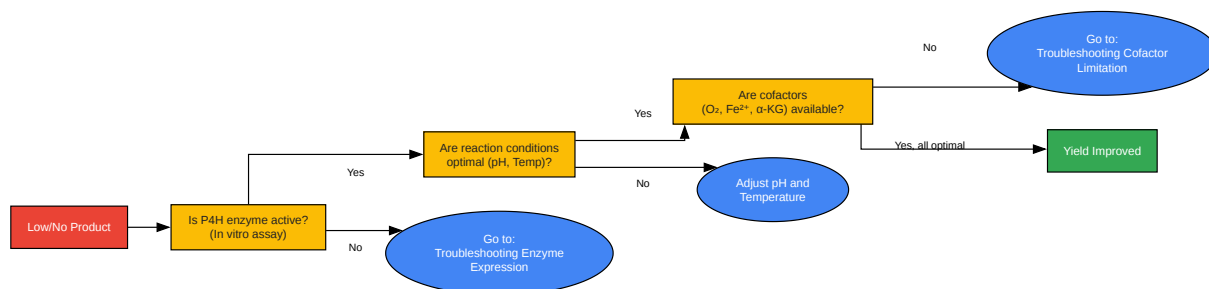 Low/No Product
Is P4H enzyme active?
(In vitro assay)
Yes
No
Go to:
Troubleshooting Enzyme
Expression
Are reaction conditions
optimal (pH, Temp)?
Yes
No
Adjust pH and
Temperature
Are cofactors
(O₂, Fe²⁺, α-KG) available?
No
Go to:
Troubleshooting Cofactor
Limitation
Yes, all optimal
Yield Improved